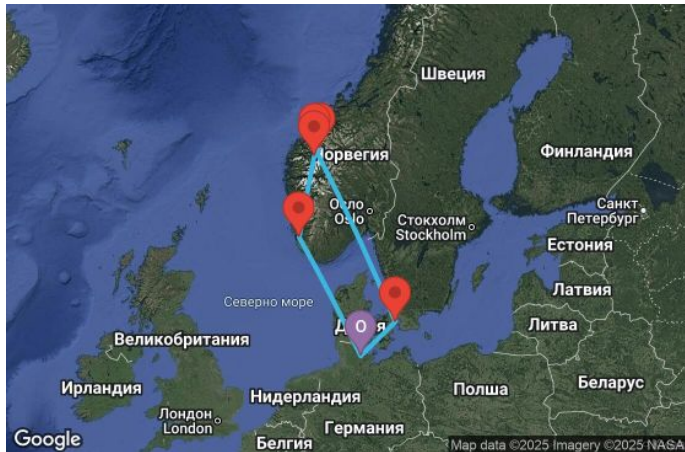 Швеция
Норвегия
Финландия
Осло
Oslo
Санкт
Петербург
Стокхолм
Stockholm
Естония
Латвия
Северно море
O
Литва
Великобритания
Беларус
Ирландия
Нидерландия
Полша
Лондон
London
Германия
Белгия
Google
Map data ©2025 Imagery ©2025 NASA